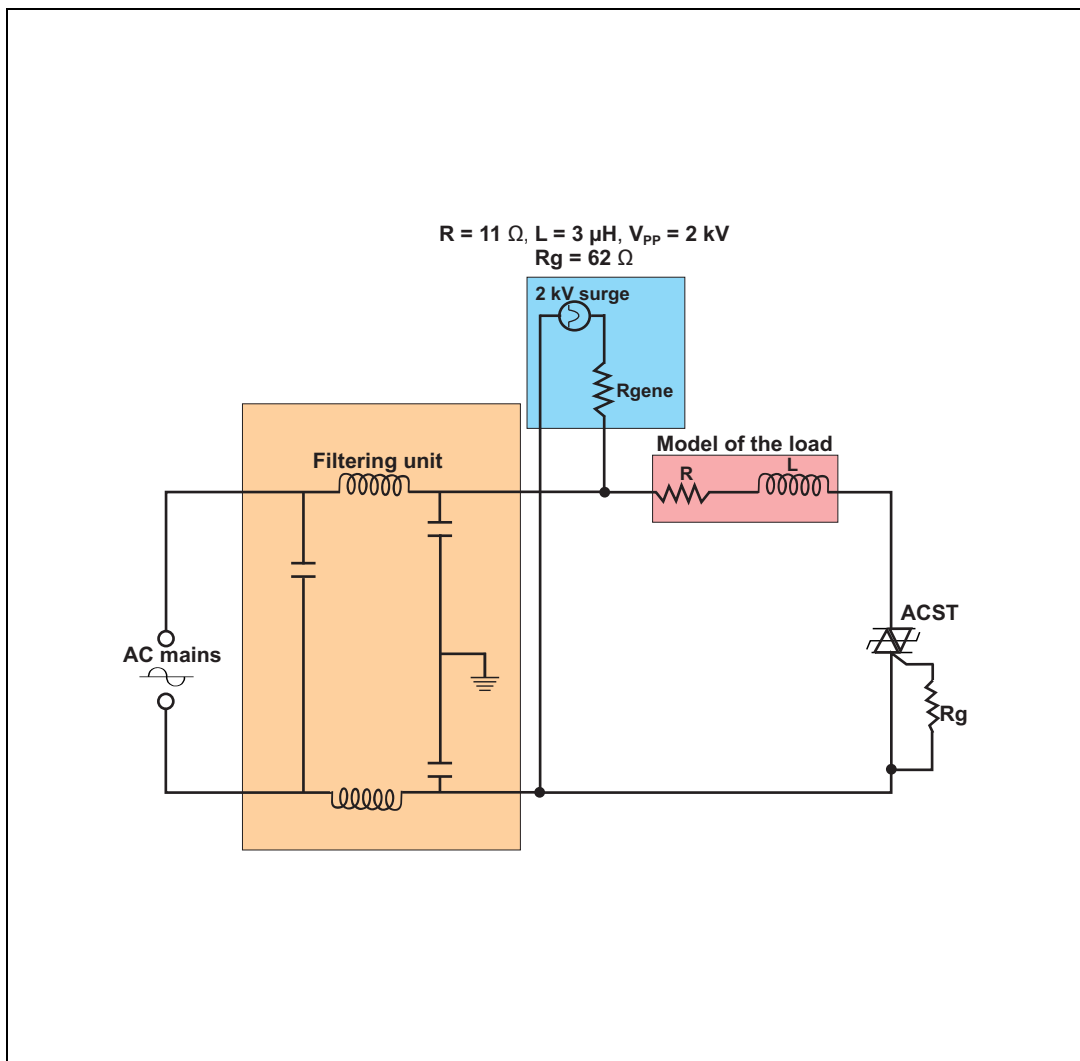 R = 11 Ω, L = 3 µH, VPP = 2 kV
Rg = 62 Ω
2 kV surge
Rgene
Model of the load
Filtering unit
R
L
ACST
AC mains
Rg